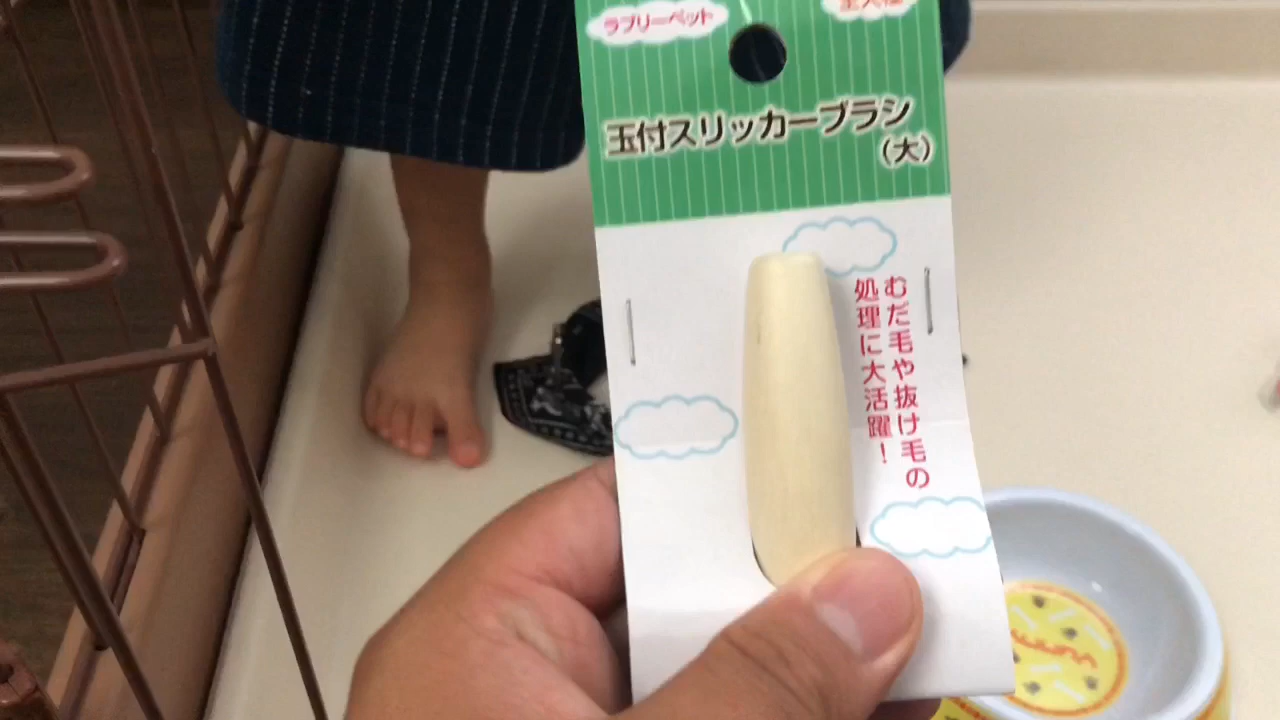 ラブリーペット
玉付スリッカーブラシ
(大)
むだ毛や抜け毛の
処理に大活躍!